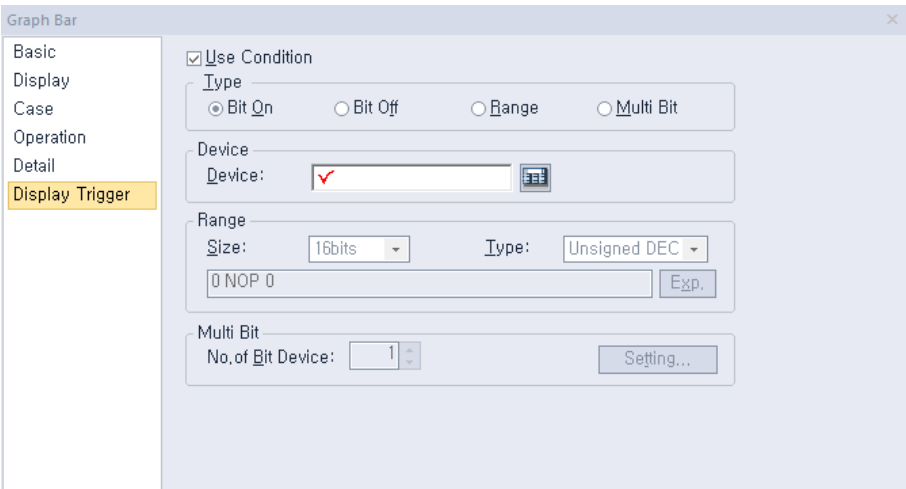 Graph Bar
Basic
Display
Case
Operation
Detail
Display Trigger
Use Condition
Type
Bit On Bit Off Range Multi Bit
Device
Device:
Range
Size: 16bits Type: Unsigned DEC
0 NOP 0 Exp.
Multi Bit
No.of Bit Device: 1 Setting...